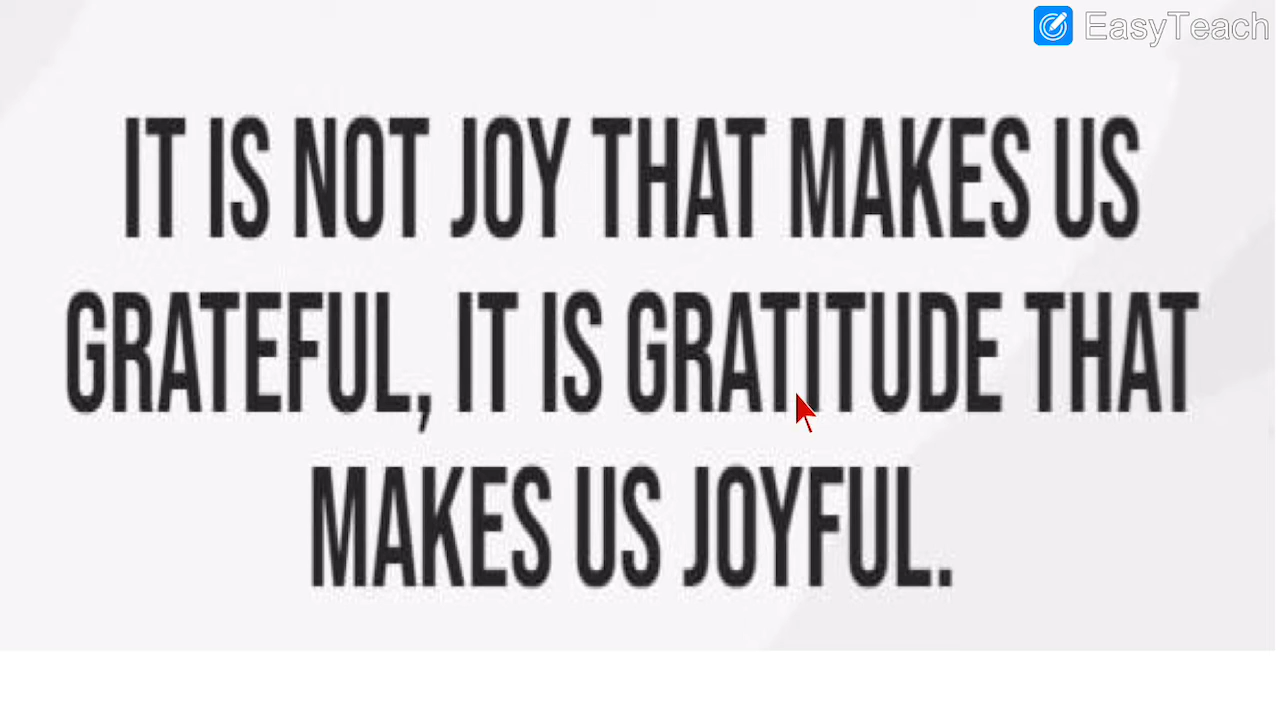 EasyTeach
IT IS NOT JOY THAT MAKES US
GRATEFUL, IT IS GRATITUDE THAT
MAKES US JOYFUL.